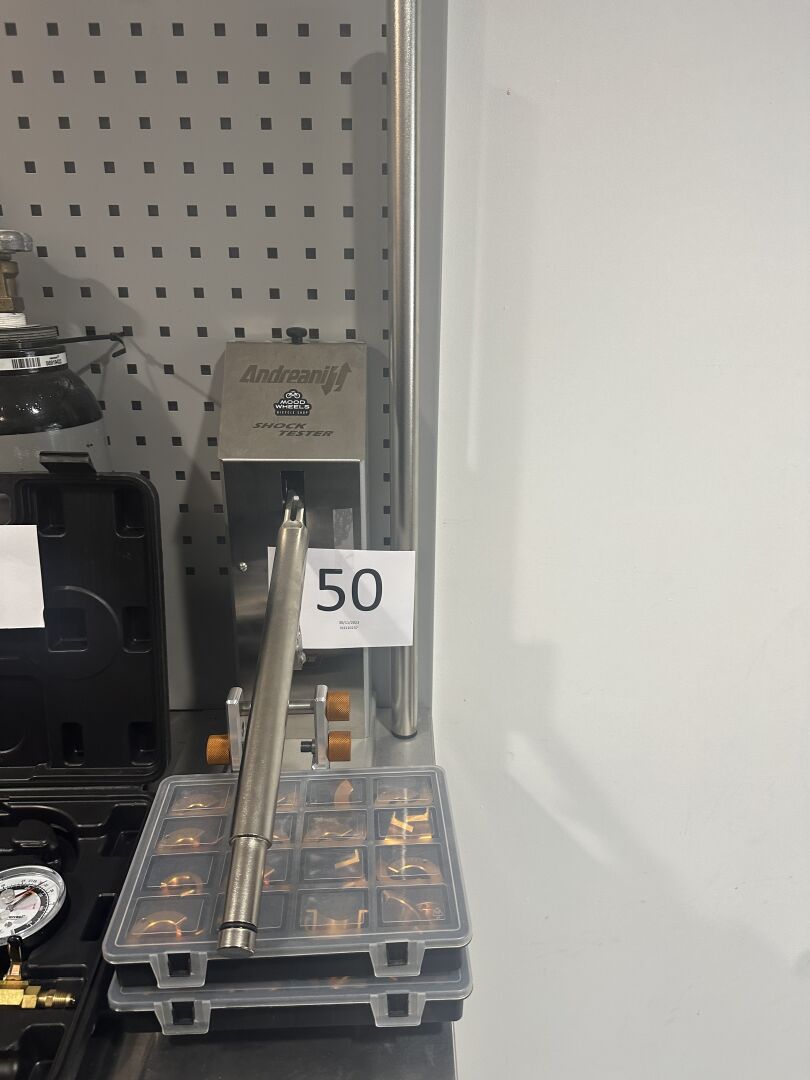 Andreani
MOOD
WHEELS
BICYCLE SHOP
SHOCK
TESTER
50